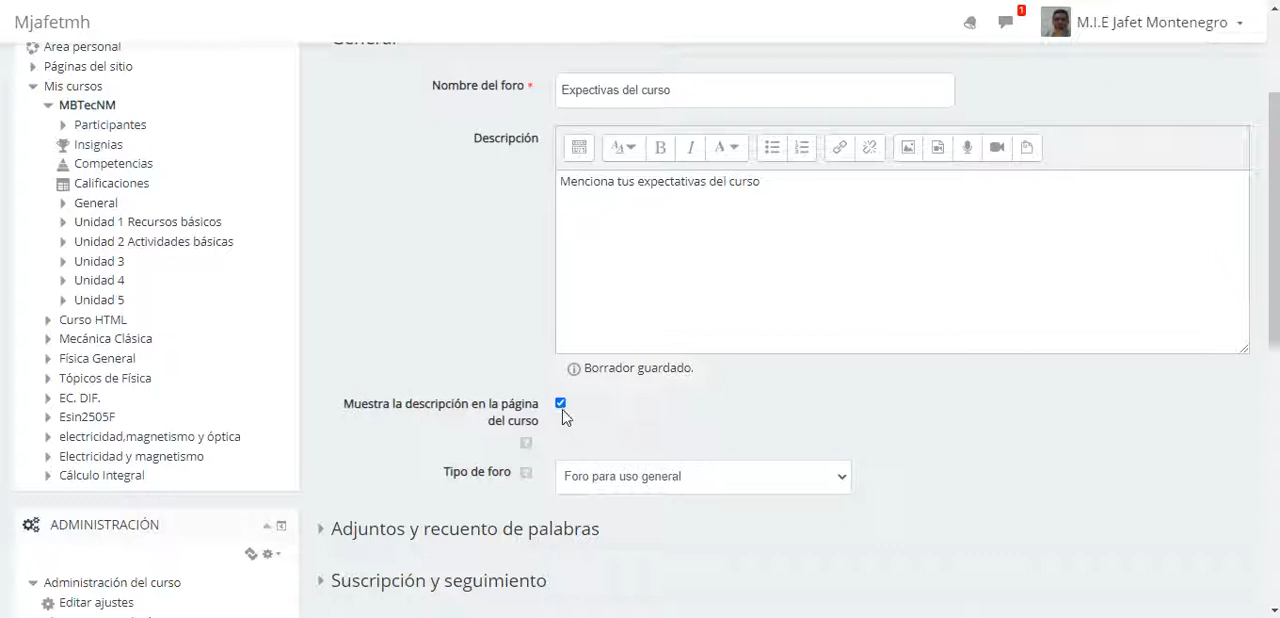 Mjafetmh
1
M.I.E Jafet Montenegro
Area personal
Páginas del sitio
Mis cursos
MBTecNM
Participantes
Insignias
Competencias
Calificaciones
General
Unidad 1 Recursos básicos
Unidad 2 Actividades básicas
Unidad 3
Unidad 4
Unidad 5
Curso HTML
Mecánica Clásica
Física General
Tópicos de Física
EC. DIF.
Esin2505F
electricidad,magnetismo y óptica
Electricidad y magnetismo
Cálculo Integral
ADMINISTRACIÓN
Administración del curso
Editar ajustes
General
Nombre del foro *
Expectivas del curso
Descripción
Menciona tus expectativas del curso
Borrador guardado.
Muestra la descripción en la página
del curso
Tipo de foro
Foro para uso general
Adjuntos y recuento de palabras
Suscripción y seguimiento